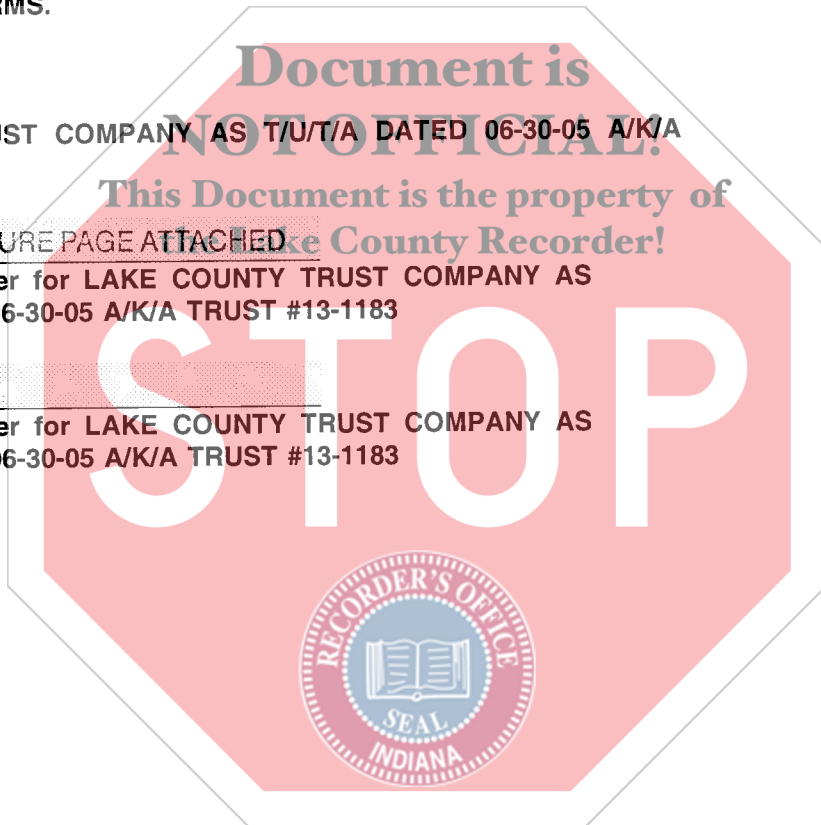 RMS.
Document is
UST COMPANY AS T/U/T/A DATED 06-30-05 A/K/A
NOT OFFICIAL!
This Document is the property of
URE PAGE ATTACHED
the Lake County Recorder!
er for LAKE COUNTY TRUST COMPANY AS
6-30-05 A/K/A TRUST #13-1183
STOP
er for LAKE COUNTY TRUST COMPANY AS
06-30-05 A/K/A TRUST #13-1183
RECORDER'S OFFICE
SEAL
INDIANA